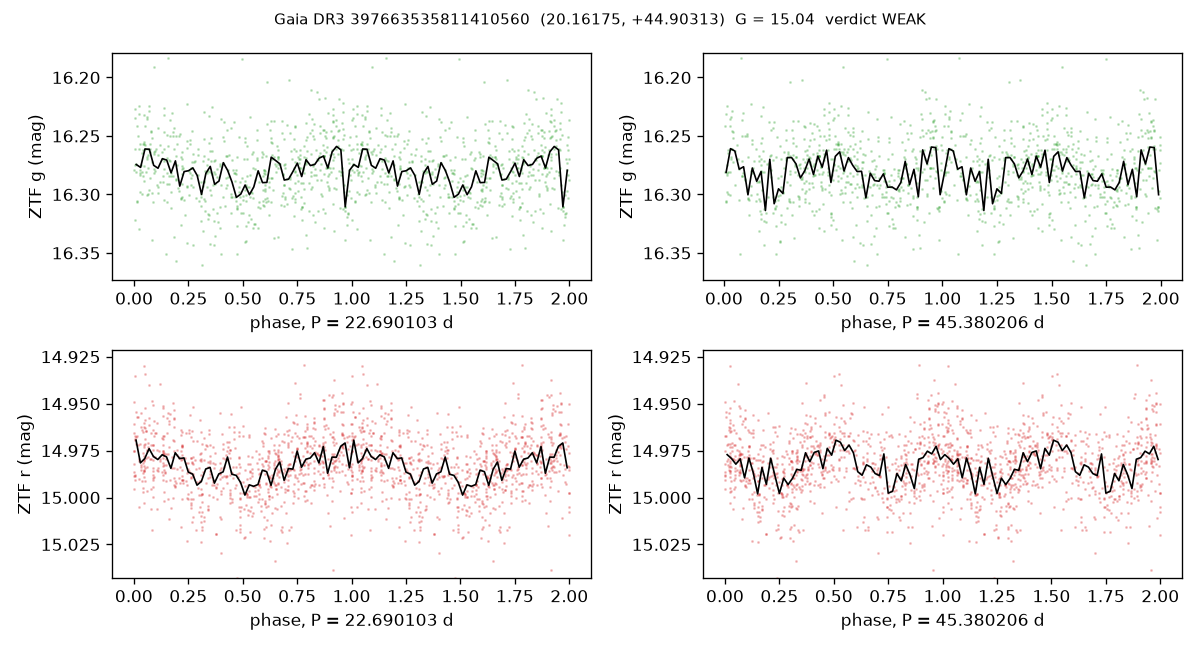 Gaia DR3 397663535811410560  (20.16175, +44.90313)  G = 15.04  verdict WEAK
ZTF g (mag)
16.20
16.25
16.30
16.35
0.00 0.25 0.50 0.75 1.00 1.25 1.50 1.75 2.00
phase, P = 22.690103 d
ZTF g (mag)
16.20
16.25
16.30
16.35
0.00 0.25 0.50 0.75 1.00 1.25 1.50 1.75 2.00
phase, P = 45.380206 d
ZTF r (mag)
14.925
14.950
14.975
15.000
15.025
0.00 0.25 0.50 0.75 1.00 1.25 1.50 1.75 2.00
phase, P = 22.690103 d
ZTF r (mag)
14.925
14.950
14.975
15.000
15.025
0.00 0.25 0.50 0.75 1.00 1.25 1.50 1.75 2.00
phase, P = 45.380206 d